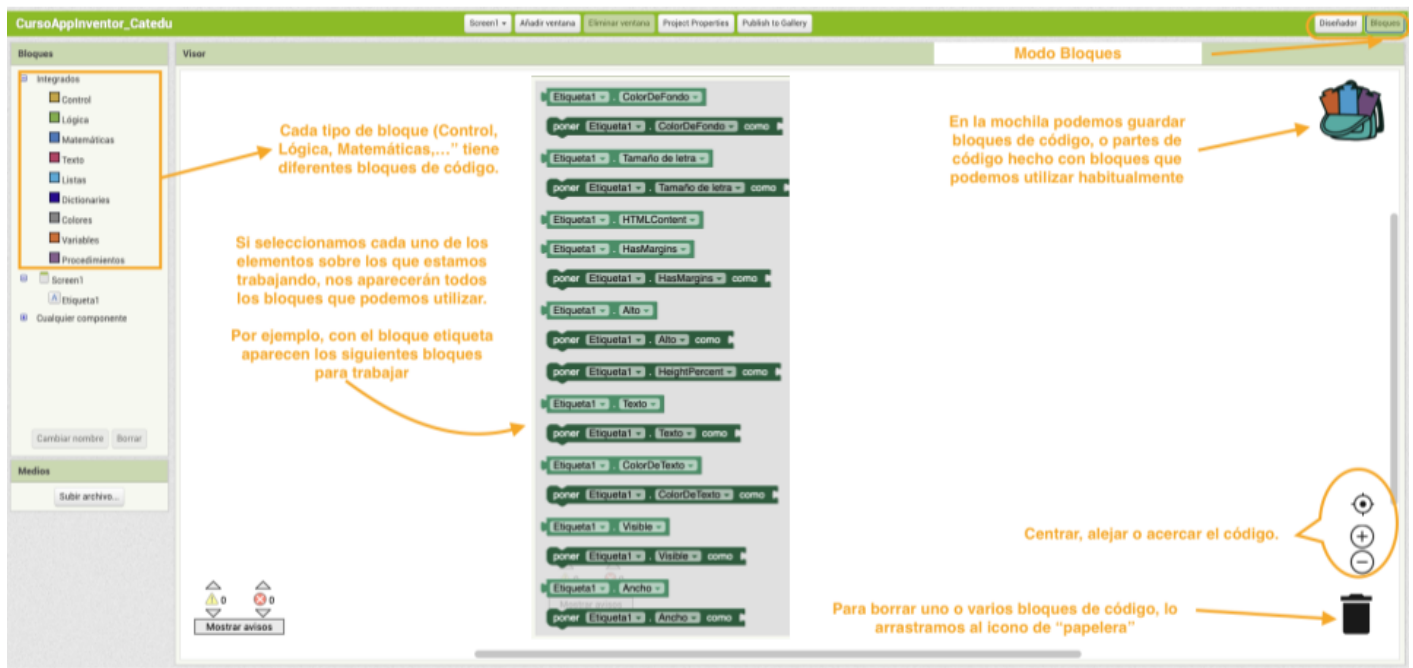 CursoAppInventor_Catedu
Screen1 Añadir ventana Eliminar ventana Project Properties Publish to Gallery
Diseñador Bloques
Bloques
Visor
Modo Bloques
Integrados
Control
Lógica
Matemáticas
Texto
Listas
Dictionaries
Colores
Variables
Procedimientos
Screen1
Etiqueta1
Cualquier componente
Cambiar nombre Borrar
Medios
Subir archivo...
Cada tipo de bloque (Control,
Lógica, Matemáticas,...” tiene
diferentes bloques de código.
Si seleccionamos cada uno de los
elementos sobre los que estamos
trabajando, nos aparecerán todos
los bloques que podemos utilizar.
Por ejemplo, con el bloque etiqueta
aparecen los siguientes bloques
para trabajar
0 0
Mostrar avisos
Etiqueta1 . ColorDeFondo
poner Etiqueta1 . ColorDeFondo como
Etiqueta1 . Tamaño de letra
poner Etiqueta1 . Tamaño de letra como
Etiqueta1 . HTMLContent
Etiqueta1 . HasMargins
poner Etiqueta1 . HasMargins como
Etiqueta1 . Alto
poner Etiqueta1 . Alto como
poner Etiqueta1 . HeightPercent como
Etiqueta1 . Texto
poner Etiqueta1 . Texto como
Etiqueta1 . ColorDeTexto
poner Etiqueta1 . ColorDeTexto como
Etiqueta1 . Visible
poner Etiqueta1 . Visible como
Etiqueta1 . Ancho
Mostrar avisos
poner Etiqueta1 . Ancho como
En la mochila podemos guardar
bloques de código, o partes de
código hecho con bloques que
podemos utilizar habitualmente
Centrar, alejar o acercar el código.
Para borrar uno o varios bloques de código, lo
arrastramos al icono de “papelera”